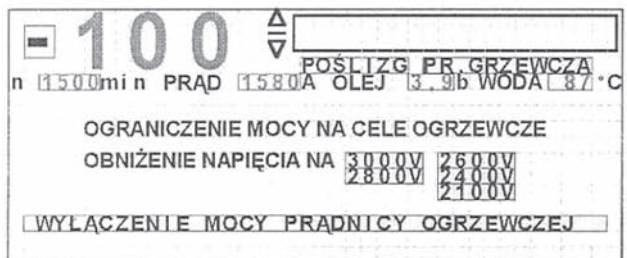 - 100
POŚLIZG PR.GRZEWCZA
n 1500min PRĄD 1580A OLEJ 3.9b WODA 87°C
OGRANICZENIE MOCY NA CELE OGRZEWCZE
OBNIŻENIE NAPIĘCIA NA 3000V 2600V
2800V 2400V
2100V
WYŁĄCZENIE MOCY PRĄDNICY OGRZEWCZEJ